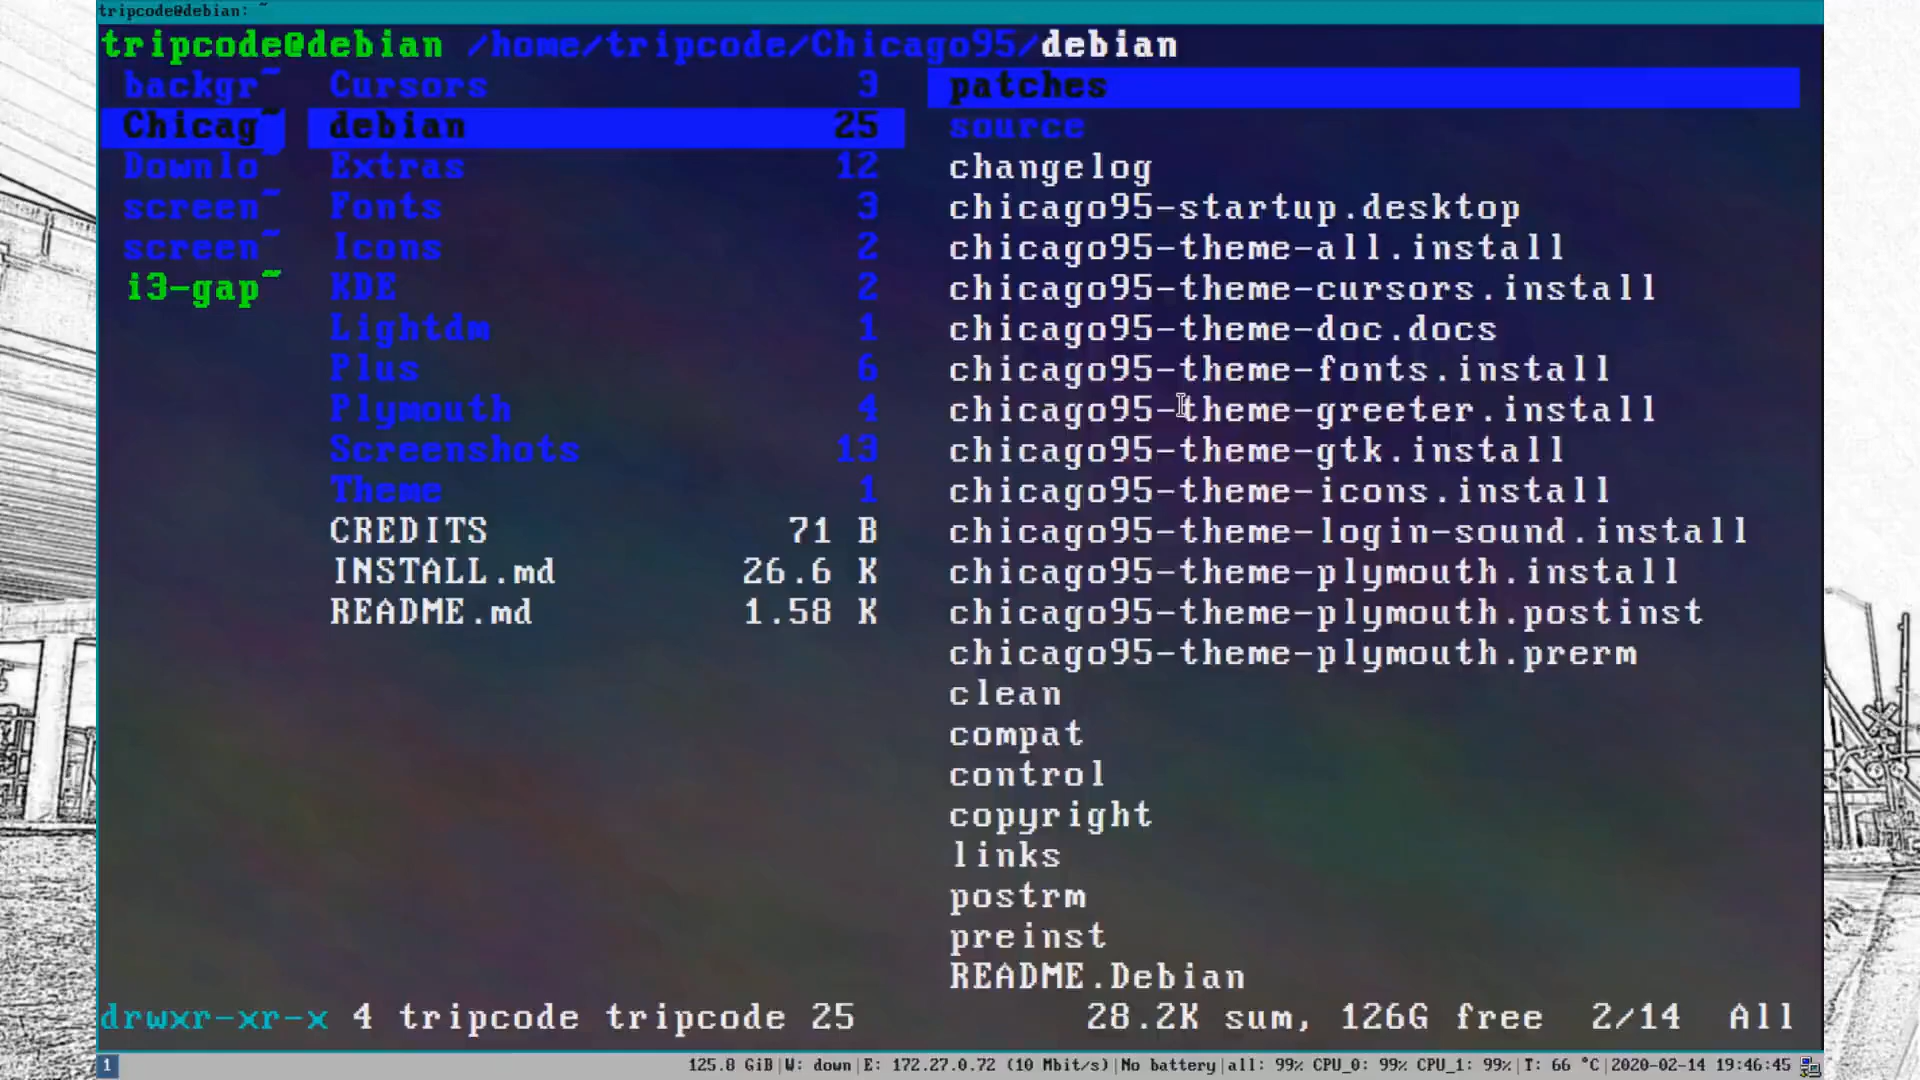 tripcode@debian: ~
tripcode@debian /home/tripcode/Chicago95/debian
backgr~ Cursors 3 patches
Chicag~ debian 25 source
Downlo~ Extras 12 changelog
screen~ Fonts 3 chicago95-startup.desktop
screen~ Icons 2 chicago95-theme-all.install
i3-gap~ KDE 2 chicago95-theme-cursors.install
Lightdm 1 chicago95-theme-doc.docs
Plus 6 chicago95-theme-fonts.install
Plymouth 4 chicago95-theme-greeter.install
Screenshots 13 chicago95-theme-gtk.install
Theme 1 chicago95-theme-icons.install
CREDITS 71 B chicago95-theme-login-sound.install
INSTALL.md 26.6 K chicago95-theme-plymouth.install
README.md 1.58 K chicago95-theme-plymouth.postinst
chicago95-theme-plymouth.prerm
clean
compat
control
copyright
links
postrm
preinst
README.Debian
drwxr-xr-x 4 tripcode tripcode 25 28.2K sum, 126G free 2/14 All
1 125.8 GiB|W: down|E: 172.27.0.72 (10 Mbit/s)|No battery|all: 99% CPU_0: 99% CPU_1: 99%|T: 66 °C|2020-02-14 19:46:45